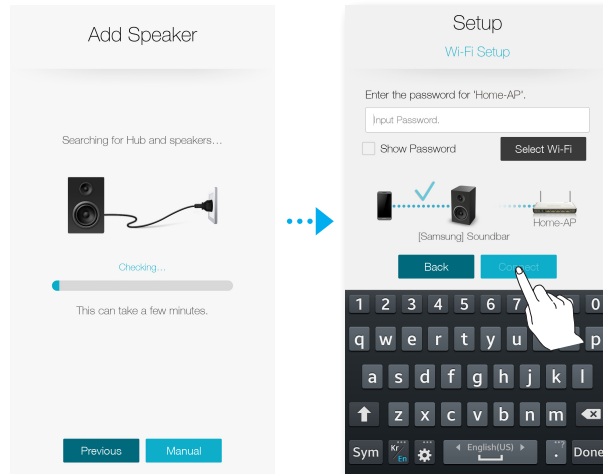 Add Speaker
Searching for Hub and speakers...
Checking...
This can take a few minutes.
Previous Manual
Setup
Wi-Fi Setup
Enter the password for 'Home-AP'.
Input Password.
Show Password Select Wi-Fi
Home-AP
[Samsung] Soundbar
Back Connect
1 2 3 4 5 6 7 0
q w e r t y u p
a s d f g h j k l
z x c v b n m
Sym Kr/En English(US) .,? Done